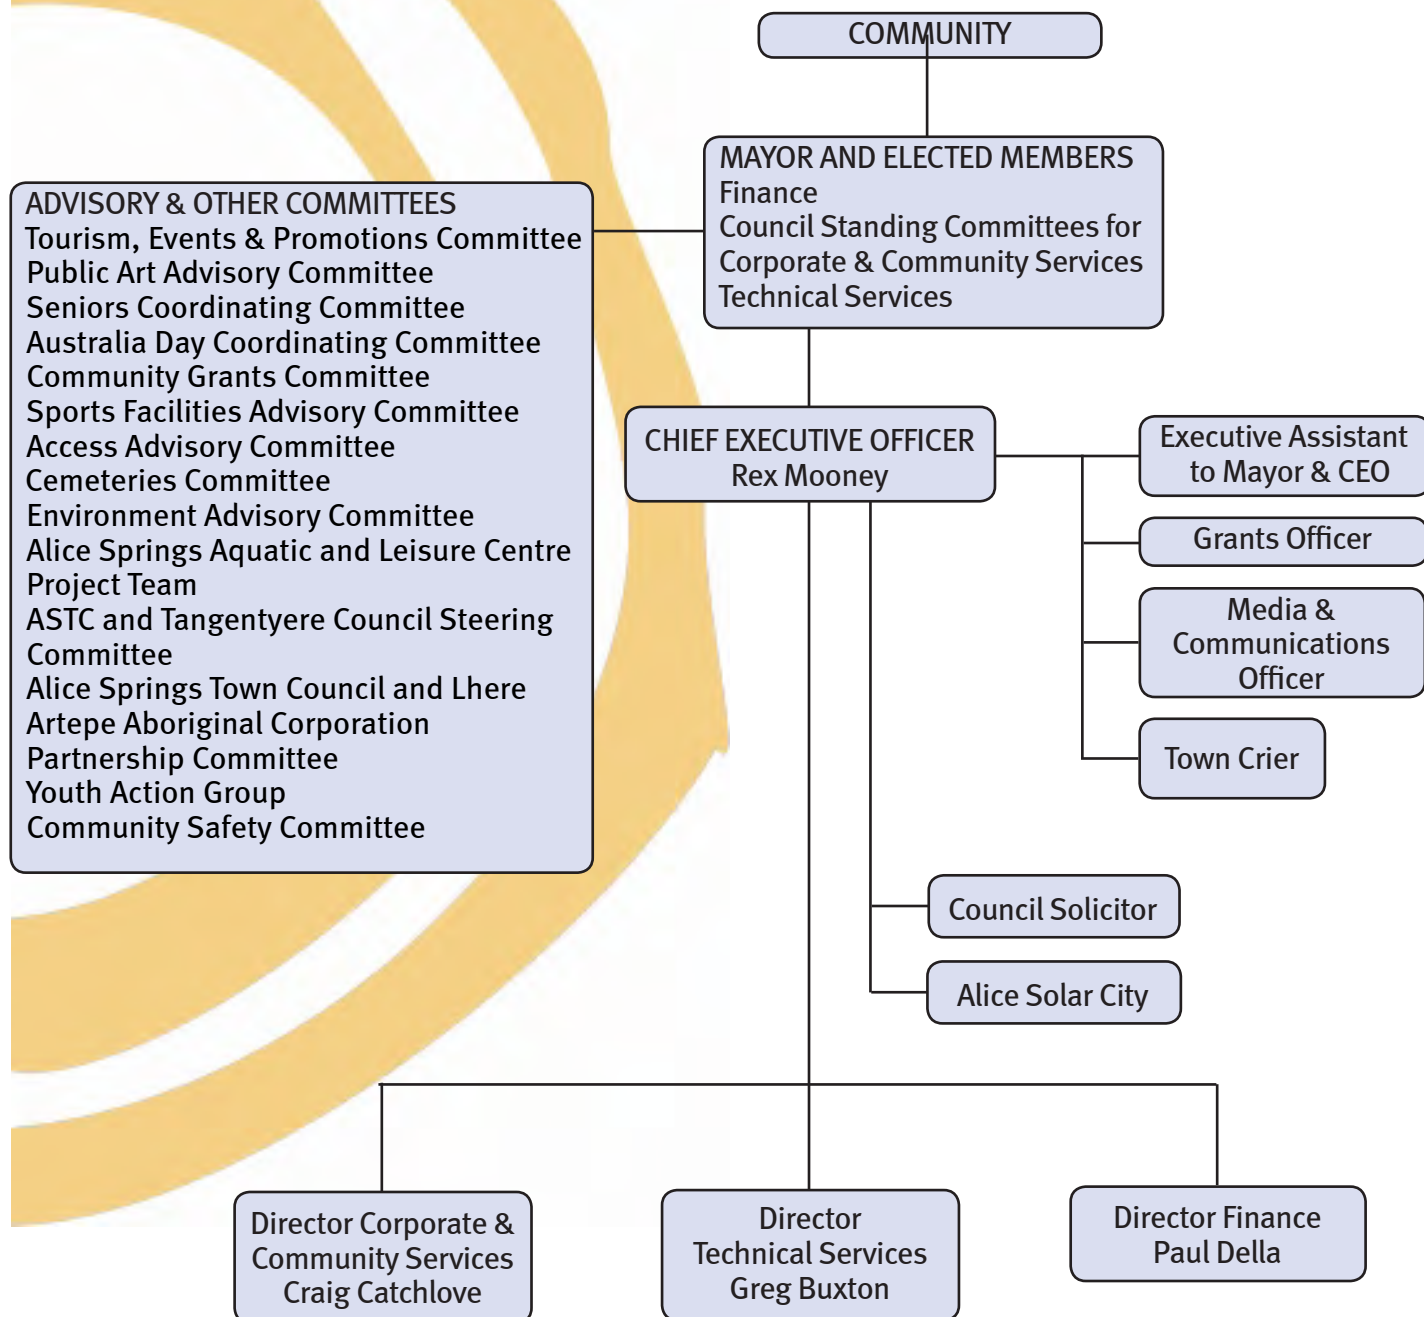 COMMUNITY
MAYOR AND ELECTED MEMBERS
Finance
Council Standing Committees for
Corporate & Community Services
Technical Services
ADVISORY & OTHER COMMITTEES
Tourism, Events & Promotions Committee
Public Art Advisory Committee
Seniors Coordinating Committee
Australia Day Coordinating Committee
Community Grants Committee
Sports Facilities Advisory Committee
Access Advisory Committee
Cemeteries Committee
Environment Advisory Committee
Alice Springs Aquatic and Leisure Centre
Project Team
ASTC and Tangentyere Council Steering
Committee
Alice Springs Town Council and Lhere
Artepe Aboriginal Corporation
Partnership Committee
Youth Action Group
Community Safety Committee
CHIEF EXECUTIVE OFFICER
Rex Mooney
Executive Assistant
to Mayor & CEO
Grants Officer
Media &
Communications
Officer
Town Crier
Council Solicitor
Alice Solar City
Director Corporate &
Community Services
Craig Catchlove
Director
Technical Services
Greg Buxton
Director Finance
Paul Della